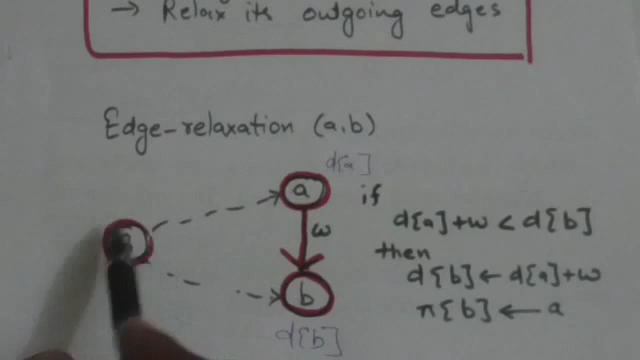 → Relax its outgoing edges
Edge-relaxation (a,b)
d[a]
a
if
w
d[a]+w < d[b]
then
b
d[b] ← d[a]+w
π[b] ← a
d[b]